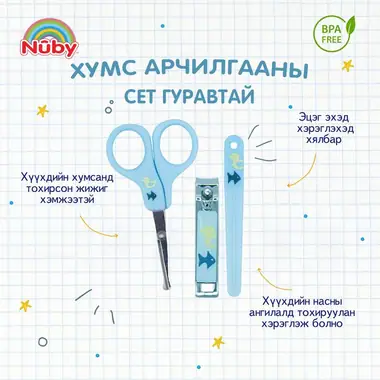 Nûby
BPA
FREE
ХУМС АРЧИЛГААНЫ
СЕТ ГУРАВТАЙ
Эцэг эхэд
хэрэглэхэд
хялбар
Хүүхдийн хумсанд
тохирсон жижиг
хэмжээтэй
Хүүхдийн насны
ангилалд тохируулан
хэрэглэж болно